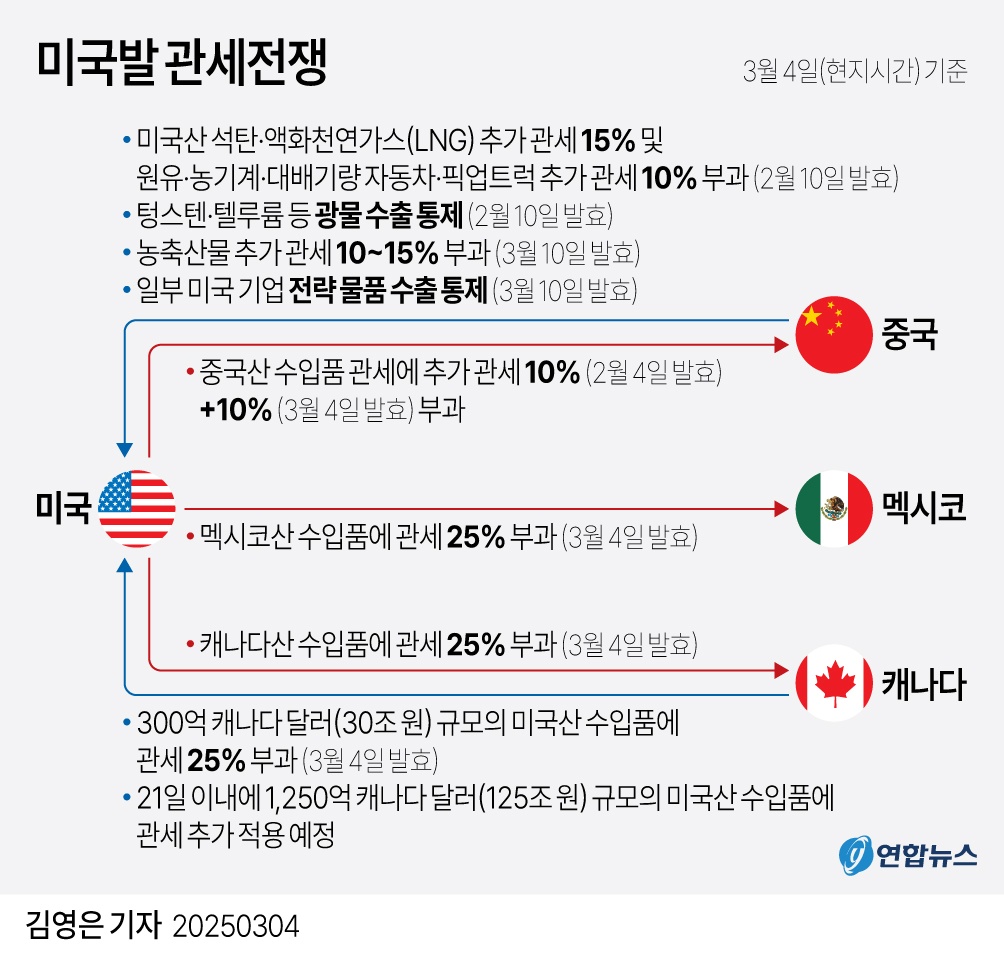 미국발 관세전쟁
3월 4일(현지시간) 기준
• 미국산 석탄·액화천연가스(LNG) 추가 관세 15% 및
원유·농기계·대배기량 자동차·픽업트럭 추가 관세 10% 부과 (2월 10일 발효)
• 텅스텐·텔루륨 등 광물 수출 통제 (2월 10일 발효)
• 농축산물 추가 관세 10~15% 부과 (3월 10일 발효)
• 일부 미국 기업 전략 물품 수출 통제 (3월 10일 발효)
중국
• 중국산 수입품 관세에 추가 관세 10% (2월 4일 발효)
+10% (3월 4일 발효) 부과
미국
멕시코
• 멕시코산 수입품에 관세 25% 부과 (3월 4일 발효)
• 캐나다산 수입품에 관세 25% 부과 (3월 4일 발효)
캐나다
• 300억 캐나다 달러(30조 원) 규모의 미국산 수입품에
관세 25% 부과 (3월 4일 발효)
• 21일 이내에 1,250억 캐나다 달러(125조 원) 규모의 미국산 수입품에
관세 추가 적용 예정
연합뉴스
김영은 기자 20250304